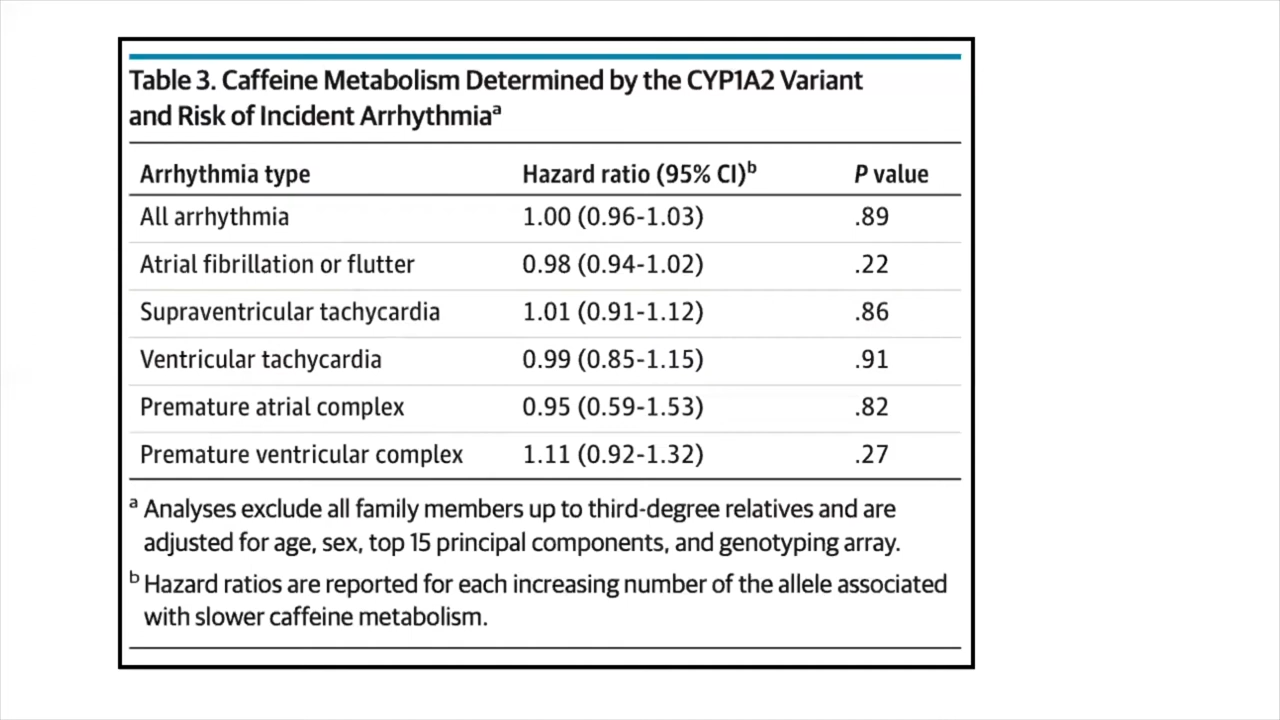 Table 3. Caffeine Metabolism Determined by the CYP1A2 Variant
and Risk of Incident Arrhythmiaᵃ
Arrhythmia type Hazard ratio (95% CI)ᵇ P value
All arrhythmia 1.00 (0.96-1.03) .89
Atrial fibrillation or flutter 0.98 (0.94-1.02) .22
Supraventricular tachycardia 1.01 (0.91-1.12) .86
Ventricular tachycardia 0.99 (0.85-1.15) .91
Premature atrial complex 0.95 (0.59-1.53) .82
Premature ventricular complex 1.11 (0.92-1.32) .27
ᵃ Analyses exclude all family members up to third-degree relatives and are
adjusted for age, sex, top 15 principal components, and genotyping array.
ᵇ Hazard ratios are reported for each increasing number of the allele associated
with slower caffeine metabolism.